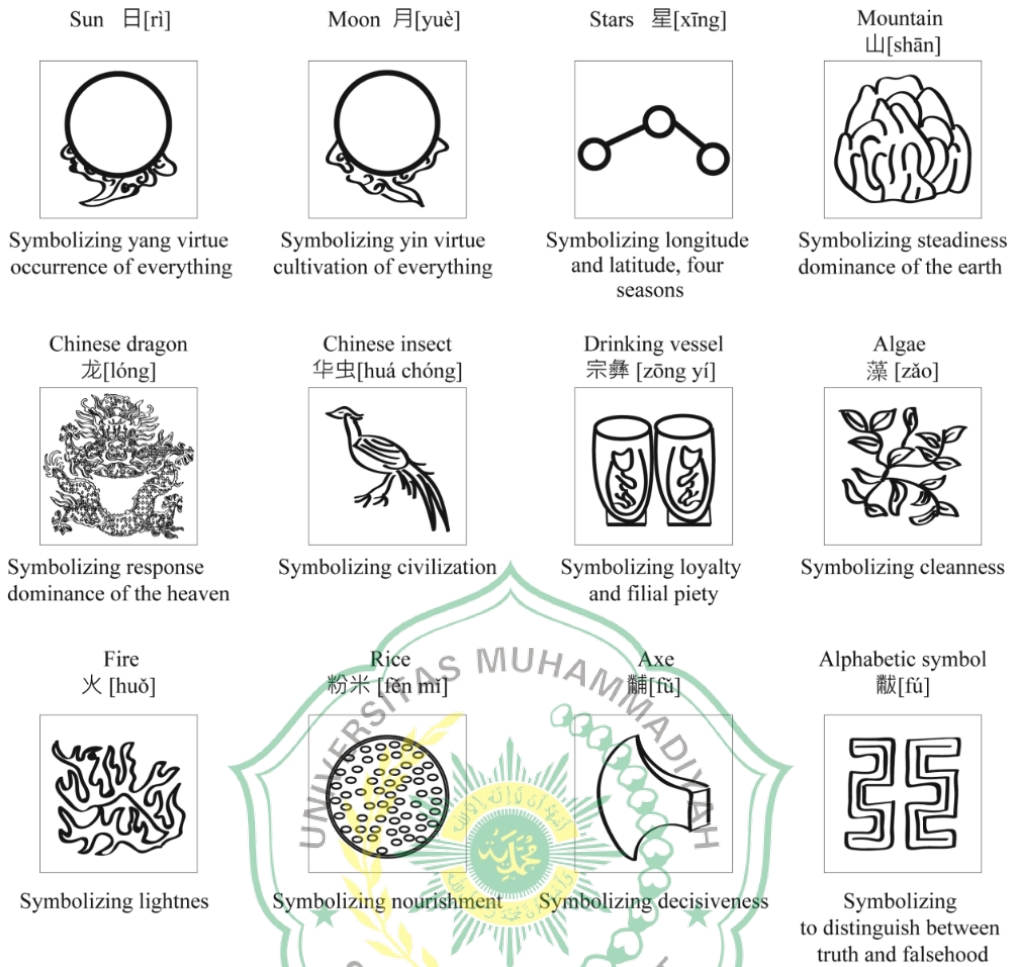 Sun 日[rì]
Moon 月[yuè]
Stars 星[xīng]
Mountain
山[shān]
Symbolizing yang virtue
occurrence of everything
Symbolizing yin virtue
cultivation of everything
Symbolizing longitude
and latitude, four
seasons
Symbolizing steadiness
dominance of the earth
Chinese dragon
龙[lóng]
Chinese insect
华虫[huá chóng]
Drinking vessel
宗彝 [zōng yí]
Algae
藻 [zǎo]
Symbolizing response
dominance of the heaven
Symbolizing civilization
Symbolizing loyalty
and filial piety
Symbolizing cleanness
Fire
火 [huǒ]
Rice
粉米 [fěn mǐ]
Axe
黼[fǔ]
Alphabetic symbol
黻[fú]
Symbolizing lightnes
Symbolizing nourishment
Symbolizing decisiveness
Symbolizing
to distinguish between
truth and falsehood
UNIVERSITAS MUHAMMADIYAH